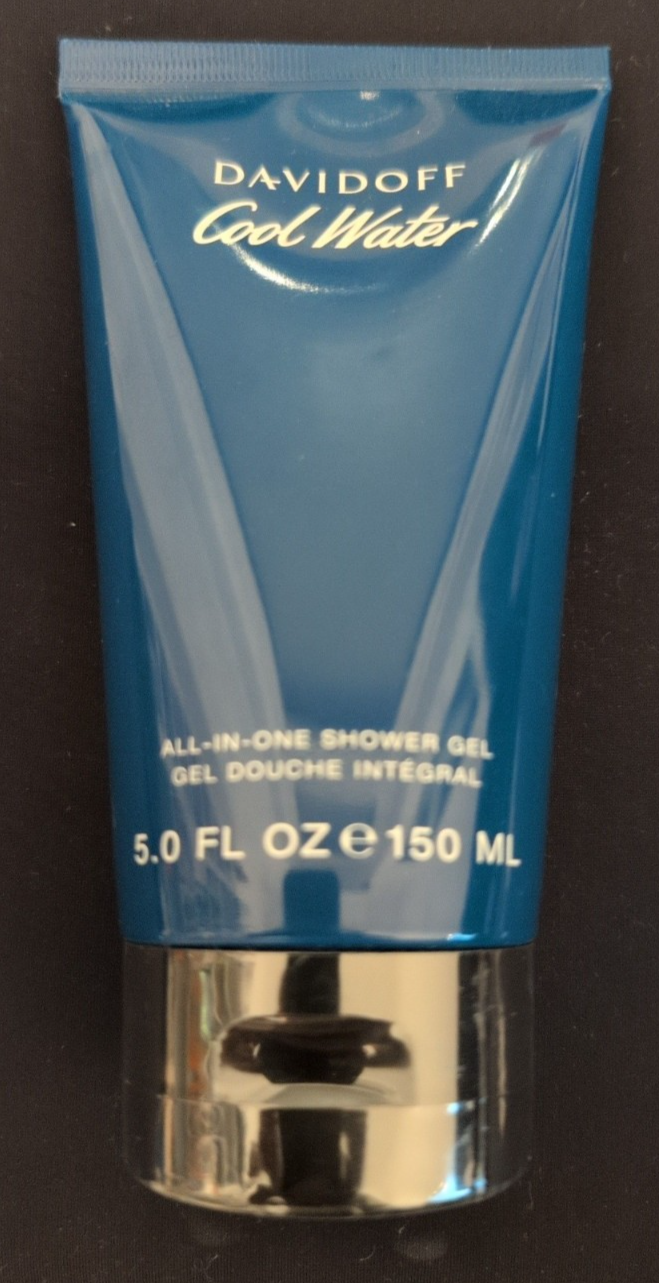 DAVIDOFF
Cool Water
ALL-IN-ONE SHOWER GEL
GEL DOUCHE INTÉGRAL
5.0 FL OZ ℮ 150 ML